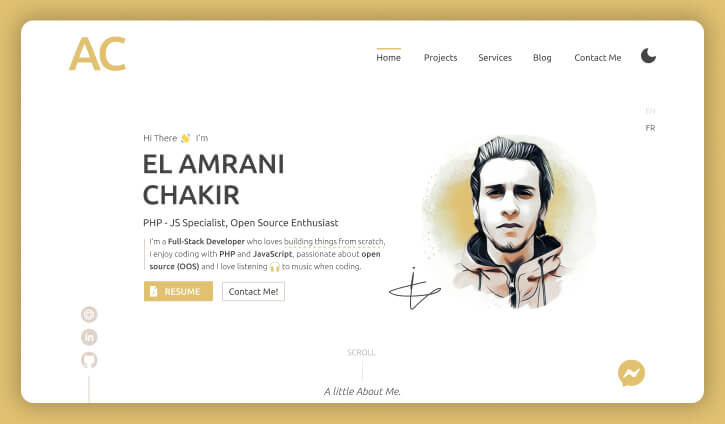 AC
Home Projects Services Blog Contact Me
EN
FR
Hi There 👋 I'm
EL AMRANI
CHAKIR
PHP - JS Specialist, Open Source Enthusiast
I'm a Full-Stack Developer who loves building things from scratch,
I enjoy coding with PHP and JavaScript, passionate about open
source (OOS) and I love listening 🎧 to music when coding.
RESUME Contact Me!
in
SCROLL
A little About Me.